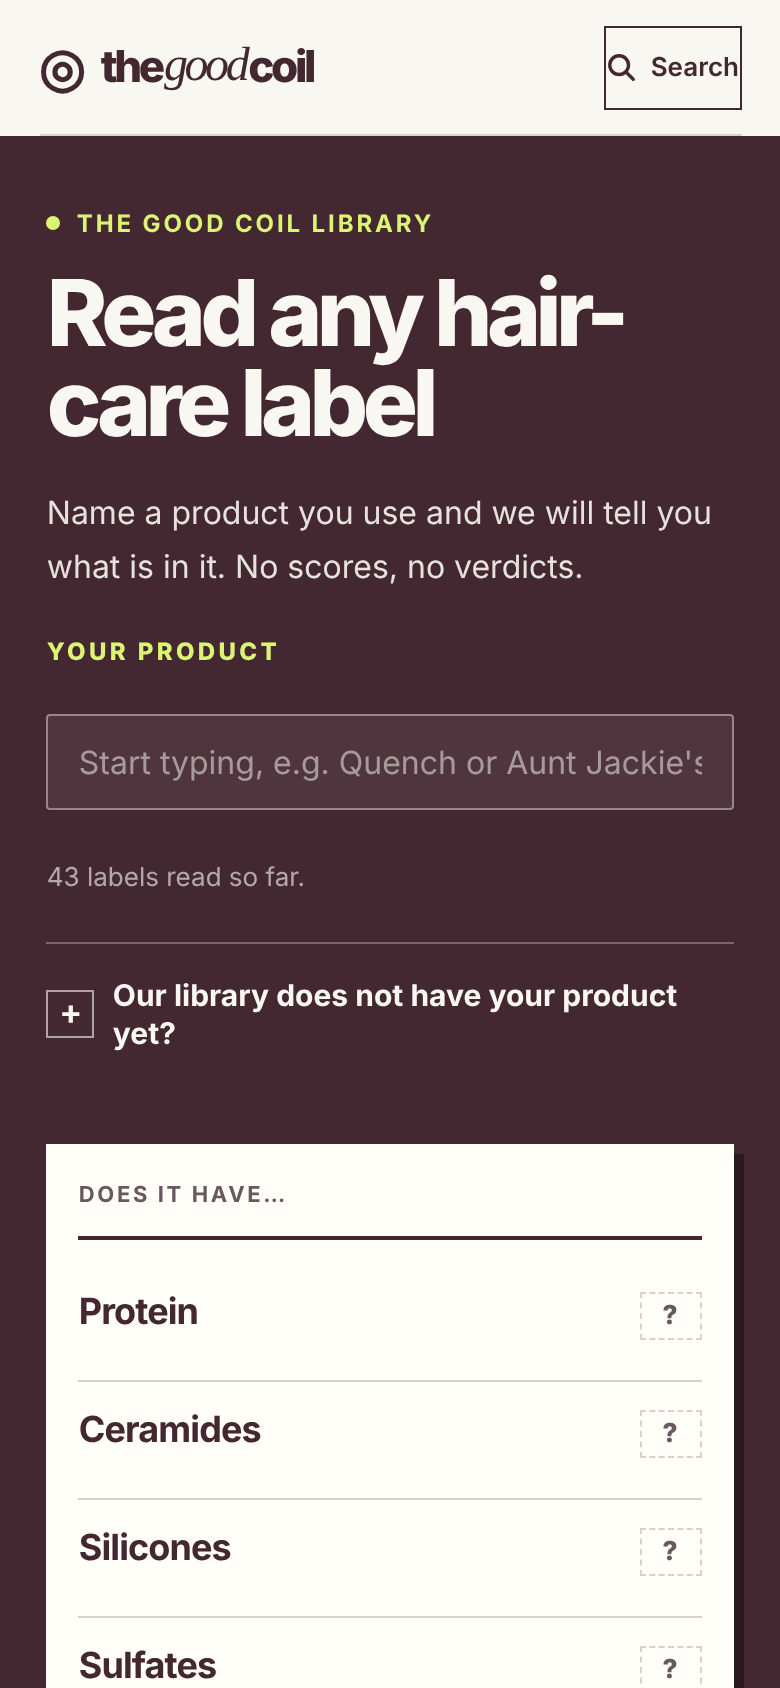 thegoodcoil
Search
THE GOOD COIL LIBRARY
Read any hair-
care label
Name a product you use and we will tell you
what is in it. No scores, no verdicts.
YOUR PRODUCT
Start typing, e.g. Quench or Aunt Jackie's
43 labels read so far.
+
Our library does not have your product
yet?
DOES IT HAVE...
Protein ?
Ceramides ?
Silicones ?
Sulfates ?